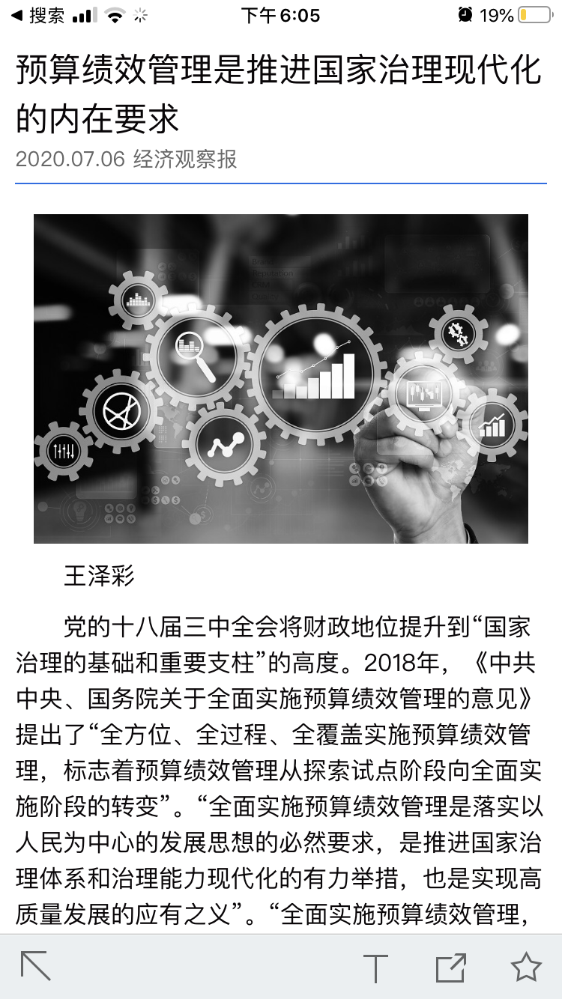 搜索
下午6:05
19%
预算绩效管理是推进国家治理现代化
的内在要求
2020.07.06 经济观察报
Brand
Reputation
王泽彩
党的十八届三中全会将财政地位提升到“国家
治理的基础和重要支柱”的高度。2018年，《中共
中央、国务院关于全面实施预算绩效管理的意见》
提出了“全方位、全过程、全覆盖实施预算绩效管
理，标志着预算绩效管理从探索试点阶段向全面实
施阶段的转变”。“全面实施预算绩效管理是落实以
人民为中心的发展思想的必然要求，是推进国家治
理体系和治理能力现代化的有力举措，也是实现高
质量发展的应有之义”。“全面实施预算绩效管理，